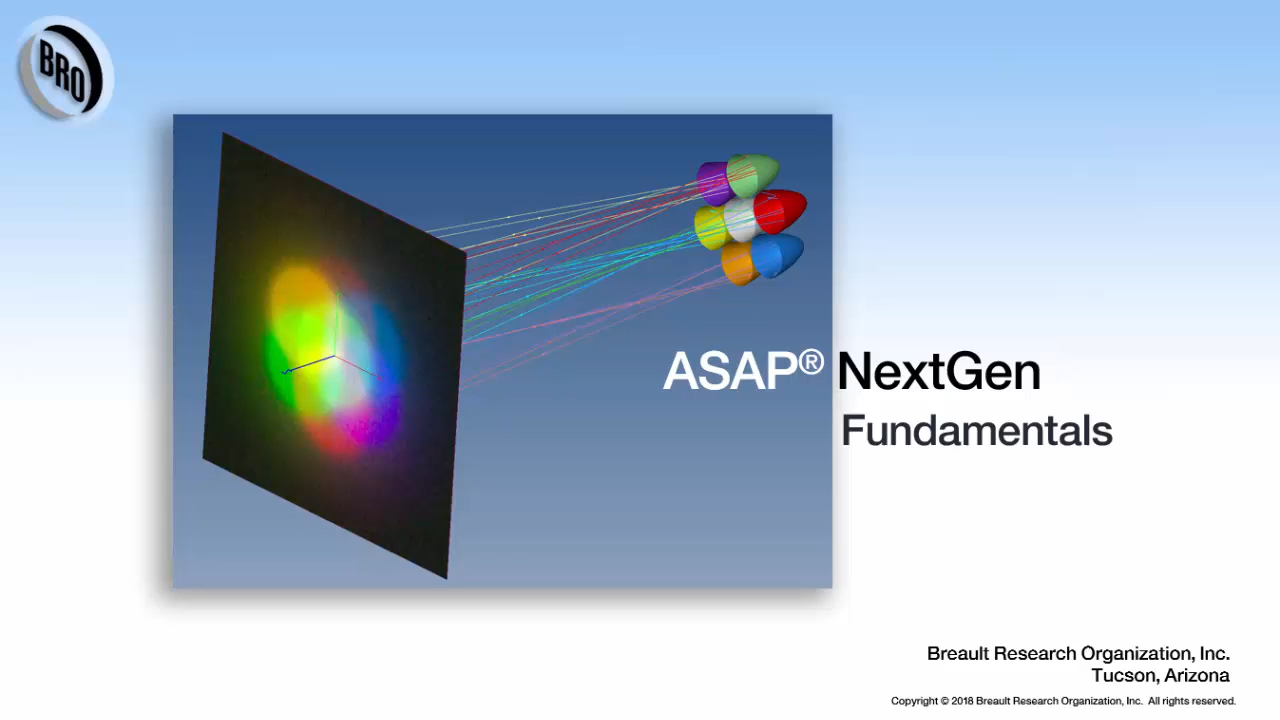 BRO
ASAP® NextGen
Fundamentals
Breault Research Organization, Inc.
Tucson, Arizona
Copyright © 2018 Breault Research Organization, Inc. All rights reserved.